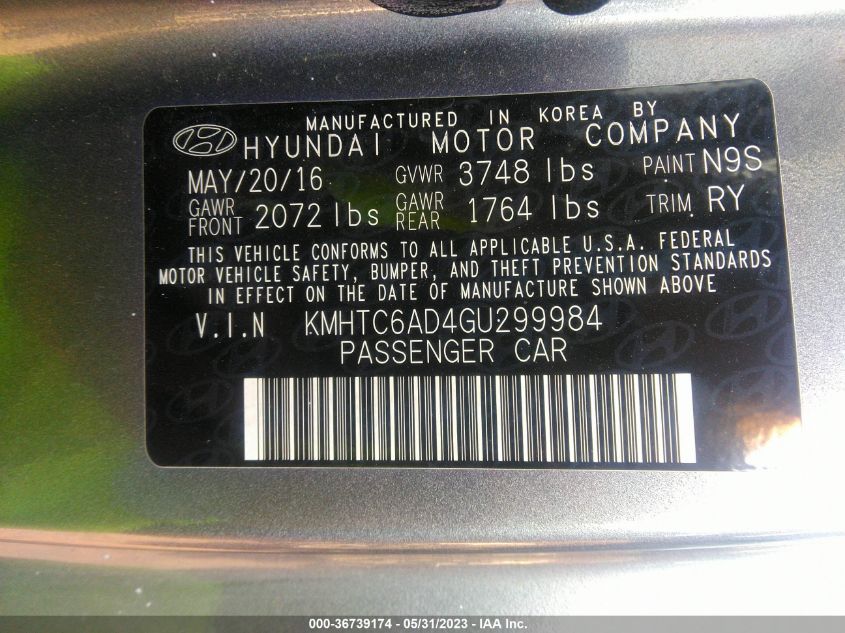 MANUFACTURED IN KOREA BY
HYUNDAI MOTOR COMPANY
MAY/20/16 GVWR 3748 lbs PAINT N9S
GAWR FRONT 2072 lbs GAWR REAR 1764 lbs TRIM RY
THIS VEHICLE CONFORMS TO ALL APPLICABLE U.S.A. FEDERAL
MOTOR VEHICLE SAFETY, BUMPER, AND THEFT PREVENTION STANDARDS
IN EFFECT ON THE DATE OF MANUFACTURE SHOWN ABOVE
V.I.N KMHTC6AD4GU299984
PASSENGER CAR
000-36739174 - 05/31/2023 - IAA Inc.